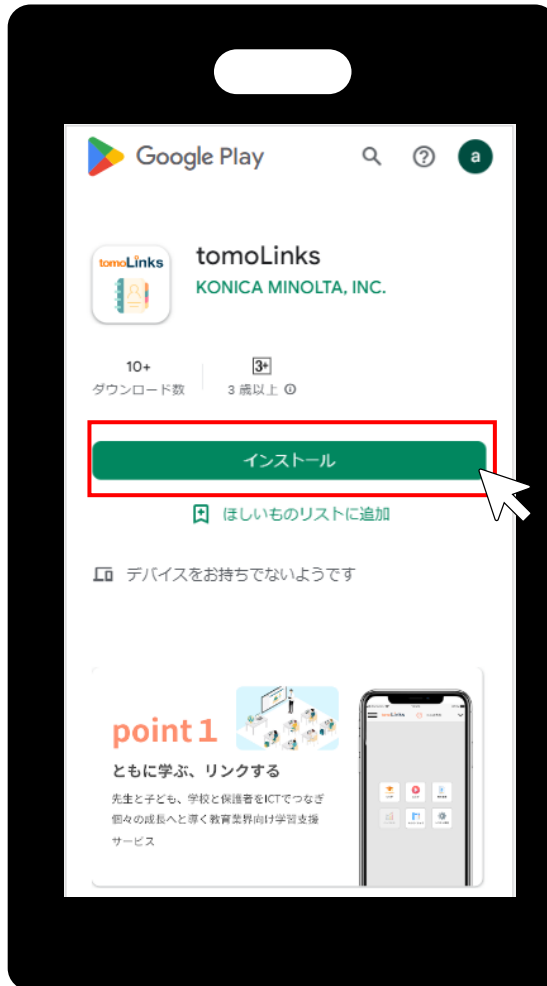 Google Play
a
tomoLinks
tomoLinks
KONICA MINOLTA, INC.
10+
3+
ダウンロード数
3 歳以上
インストール
ほしいものリストに追加
デバイスをお持ちでないようです
point 1
ともに学ぶ、リンクする
先生と子ども、学校と保護者をICTでつなぎ
個々の成長へと導く教育業界向け学習支援
サービス
tomoLinks